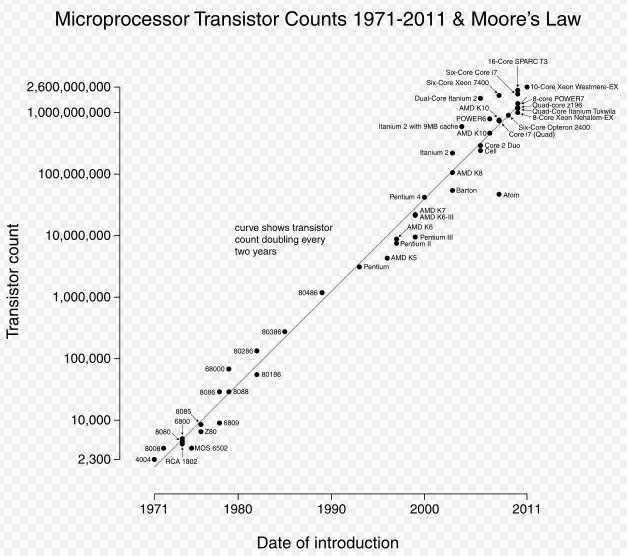 Microprocessor Transistor Counts 1971-2011 & Moore's Law
16-Core SPARC T3
Six-Core Core i7
Six-Core Xeon 7400
10-Core Xeon Westmere-EX
Dual-Core Itanium 2
8-core POWER7
Quad-core z196
AMD K10
Quad-Core Itanium Tukwila
POWER6
8-Core Xeon Nehalem-EX
Itanium 2 with 9MB cache
Six-Core Opteron 2400
AMD K10
Core i7 (Quad)
Core 2 Duo
Itanium 2
Cell
AMD K8
Barton
Atom
Pentium 4
AMD K7
AMD K6-III
curve shows transistor
count doubling every
two years
AMD K6
Pentium III
Pentium II
AMD K5
Pentium
80486
80386
80286
68000
80186
8086
8088
8085
6800
6809
8080
Z80
8008
MOS 6502
4004
RCA 1802
2,600,000,000
1,000,000,000
100,000,000
10,000,000
1,000,000
100,000
10,000
2,300
Transistor count
1971
1980
1990
2000
2011
Date of introduction